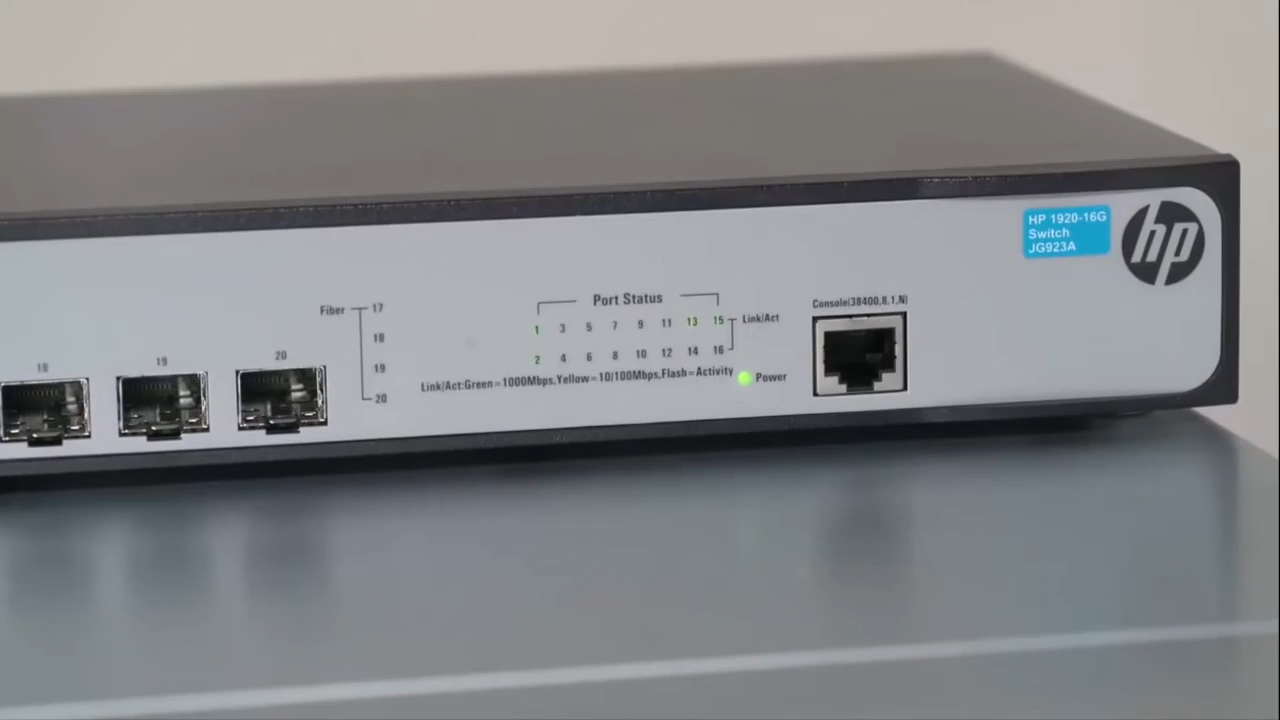 HP 1920-16G
Switch
JG923A
hp
Console(38400,8,1,N)
Port Status
1 3 5 7 9 11 13 15
Link/Act
2 4 6 8 10 12 14 16
Link/Act:Green=1000Mbps,Yellow=10/100Mbps,Flash=Activity
Power
Fiber
17
18
19
20
18
19
20